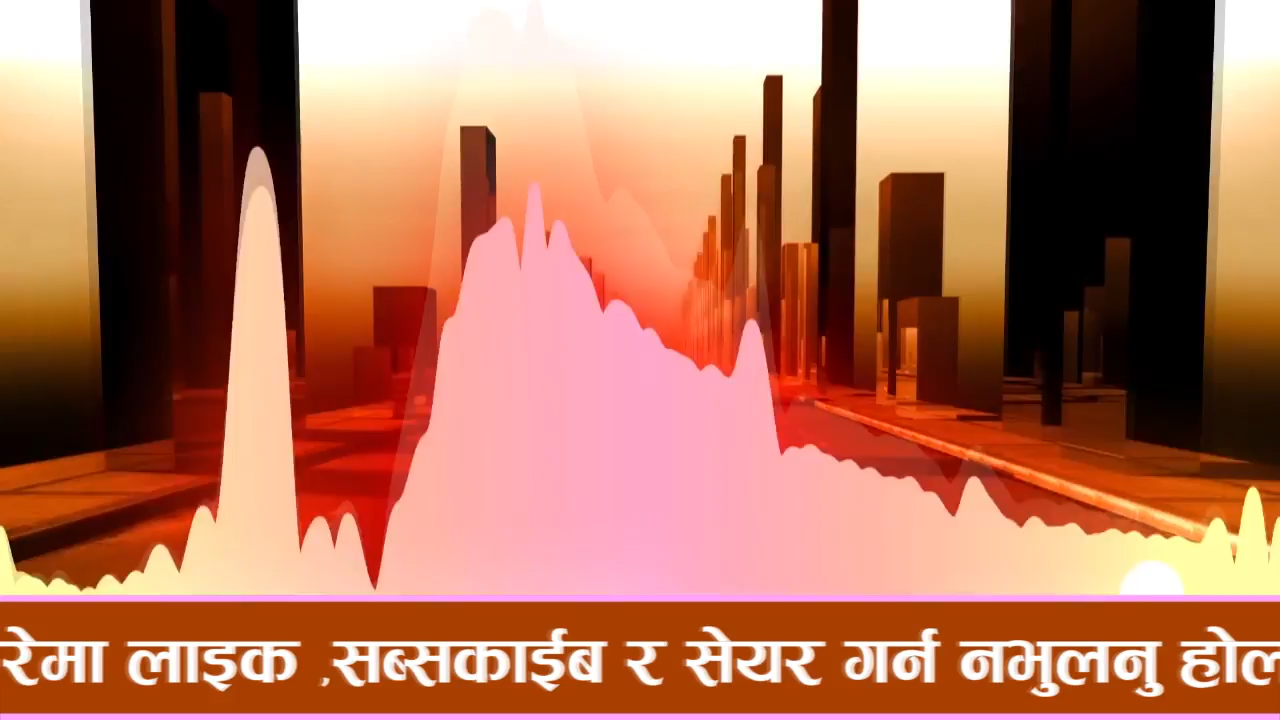 रेमा लाइक ,सब्सकाईब र सेयर गर्न नभुलनु होल